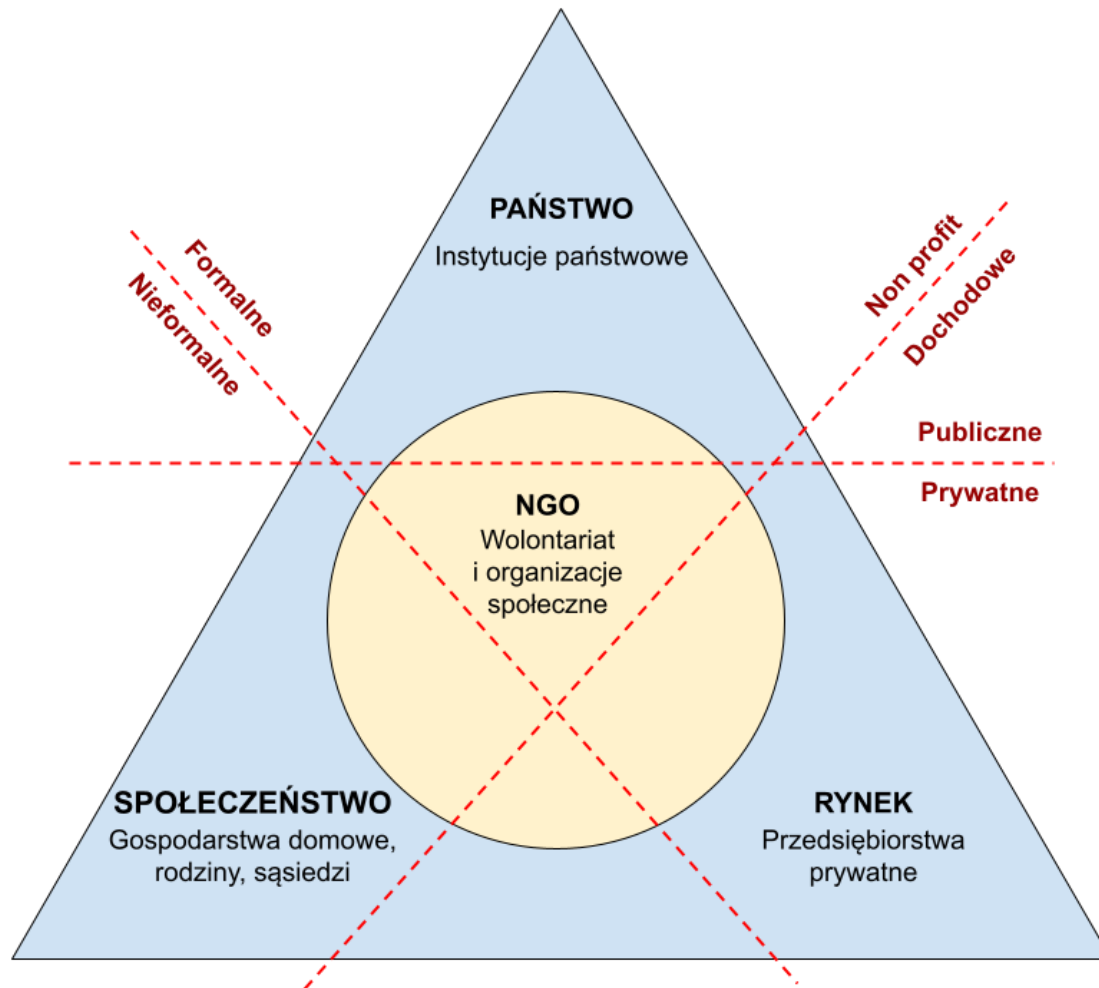 PAŃSTWO
Instytucje państwowe
Formalne
Nieformalne
Non profit
Dochodowe
Publiczne
Prywatne
NGO
Wolontariat
i organizacje
społeczne
SPOŁECZEŃSTWO
Gospodarstwa domowe,
rodziny, sąsiedzi
RYNEK
Przedsiębiorstwa
prywatne